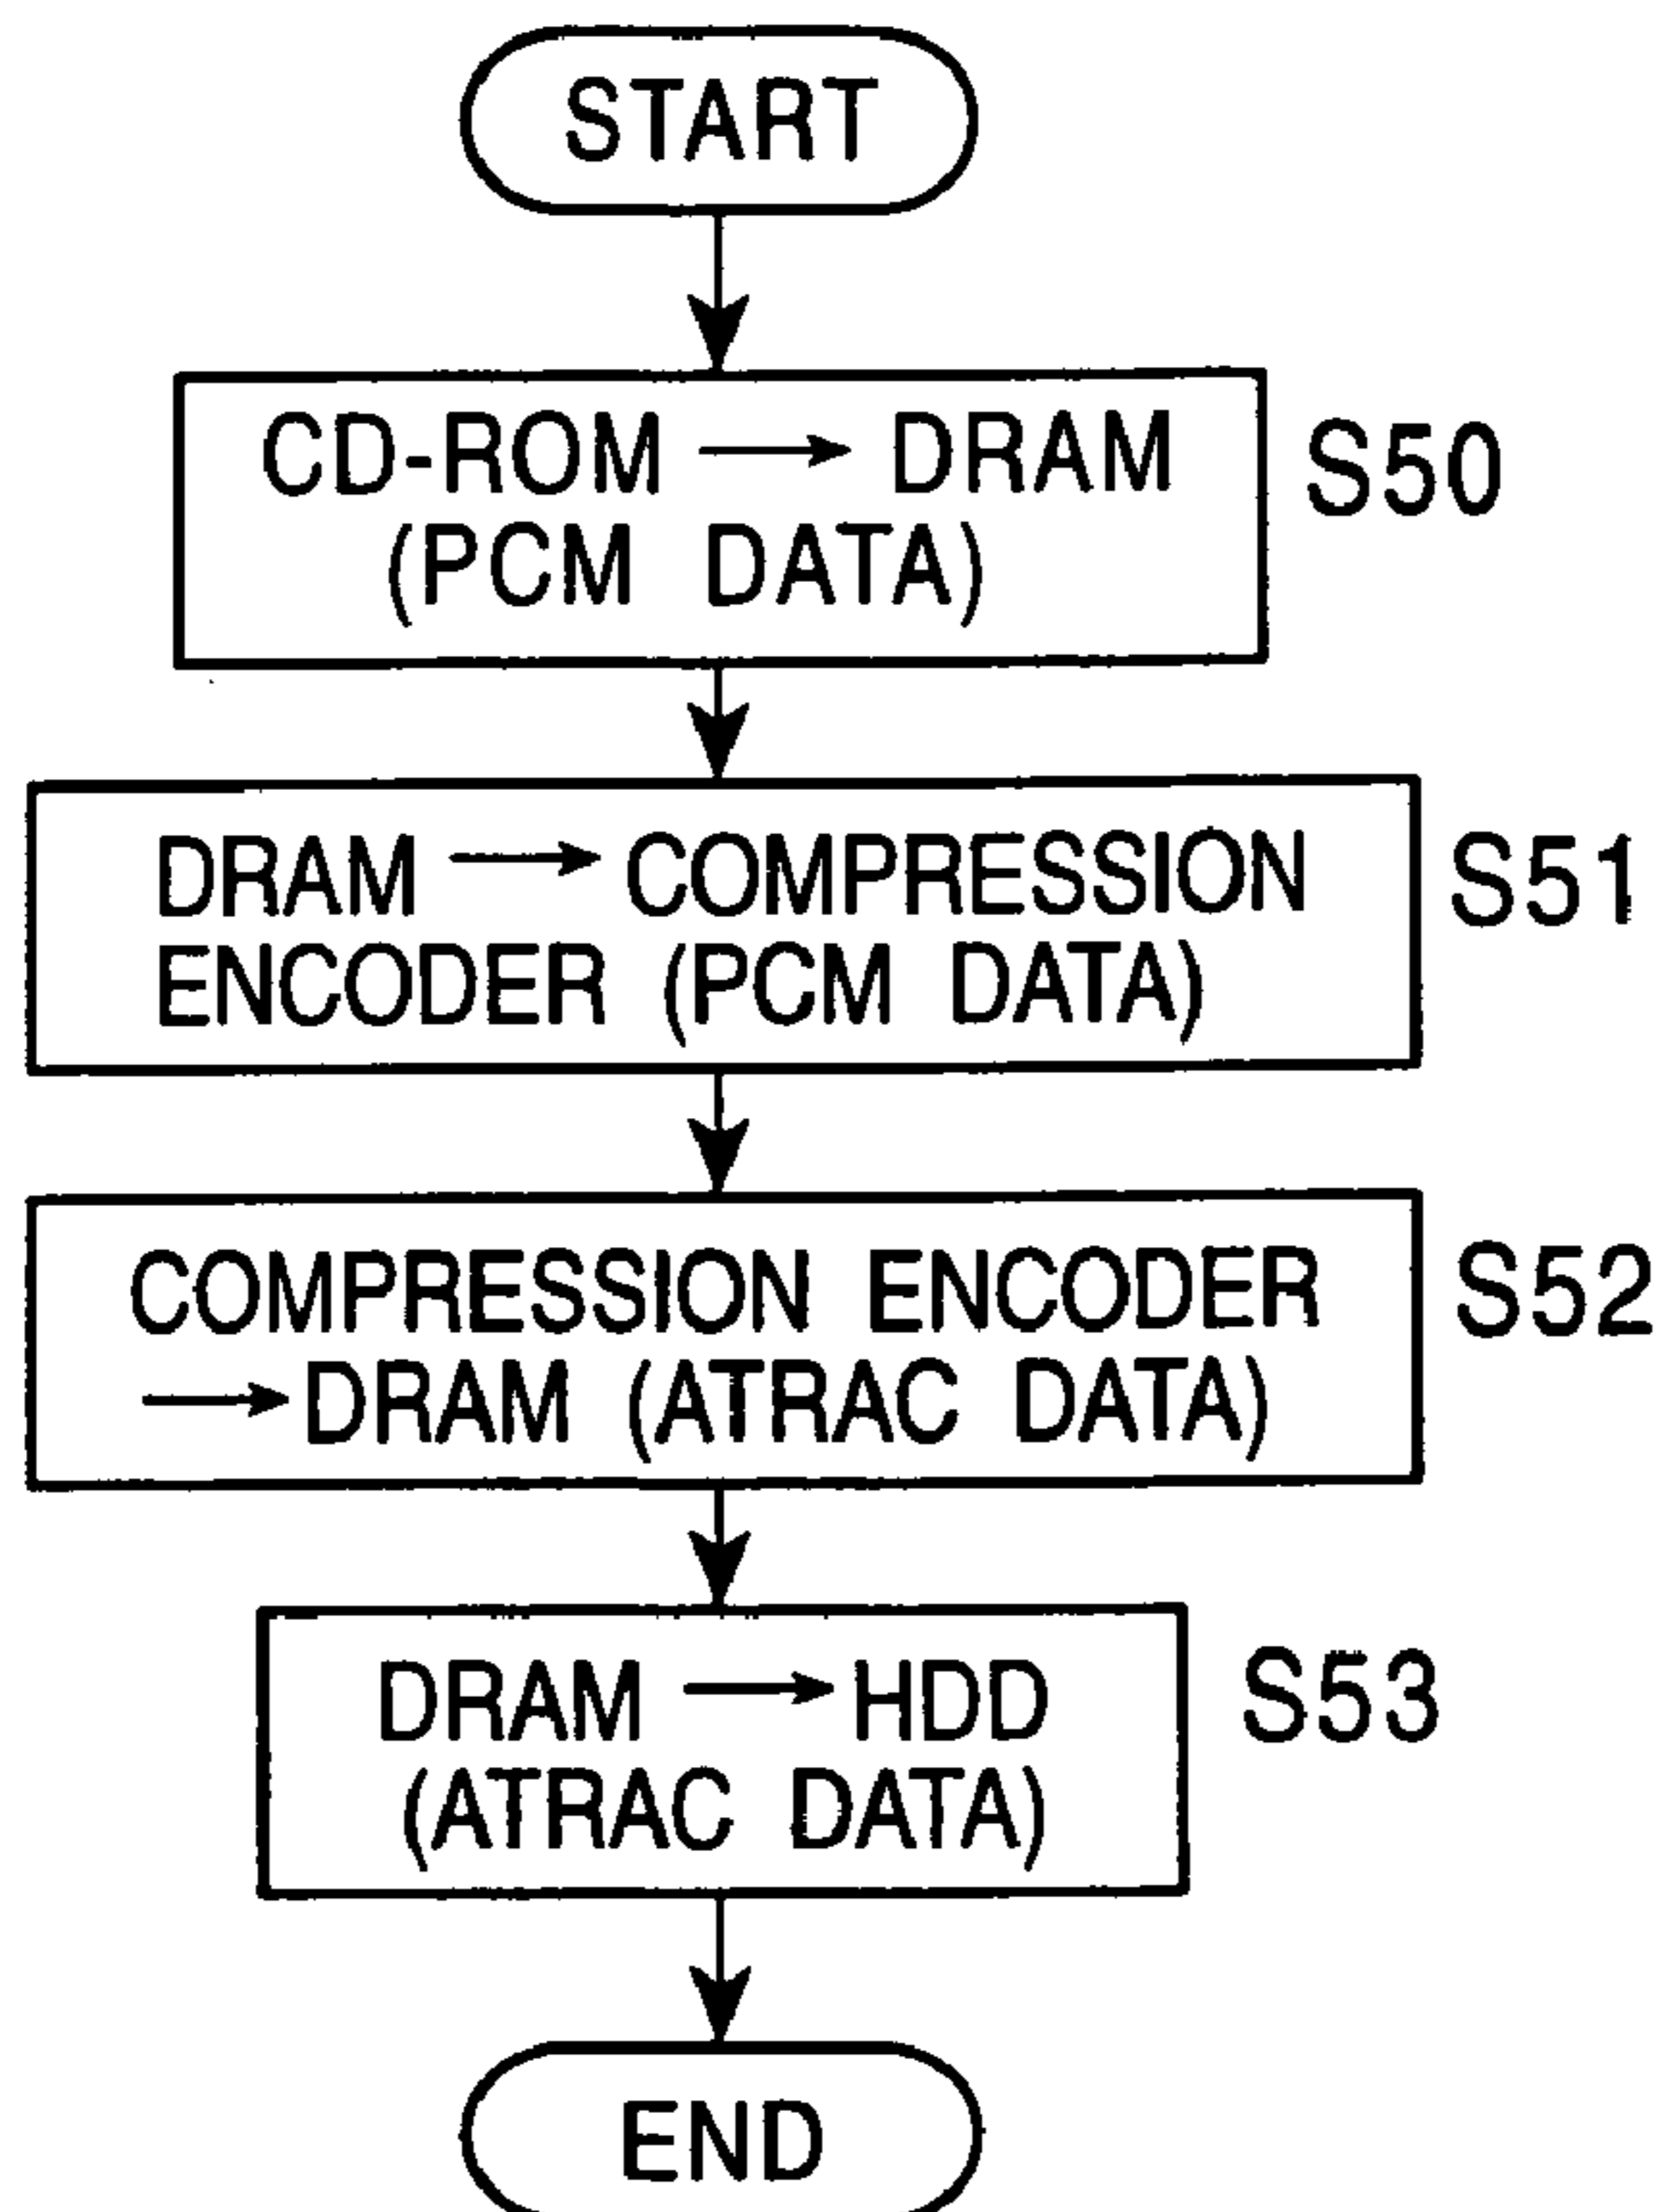 START
CD-ROM → DRAM
(PCM DATA)
S50
DRAM → COMPRESSION
ENCODER (PCM DATA)
S51
COMPRESSION ENCODER
→ DRAM (ATRAC DATA)
S52
DRAM → HDD
(ATRAC DATA)
S53
END